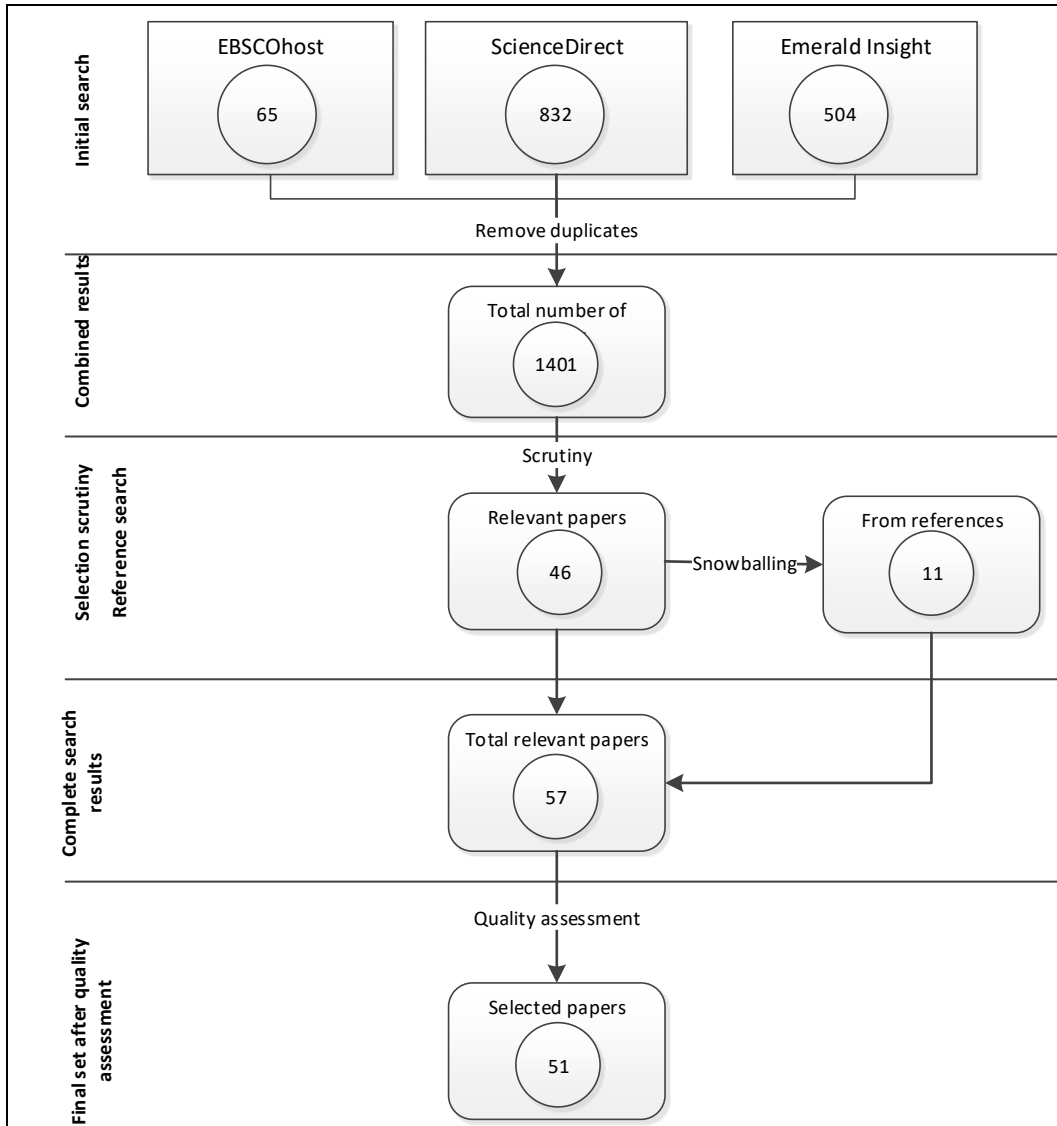 Initial search
EBSCOhost
65
ScienceDirect
832
Emerald Insight
504
Remove duplicates
Combined results
Total number of
1401
Selection scrutiny
Reference search
Scrutiny
Relevant papers
46
Snowballing
From references
11
Complete search
results
Total relevant papers
57
Final set after quality
assessment
Quality assessment
Selected papers
51